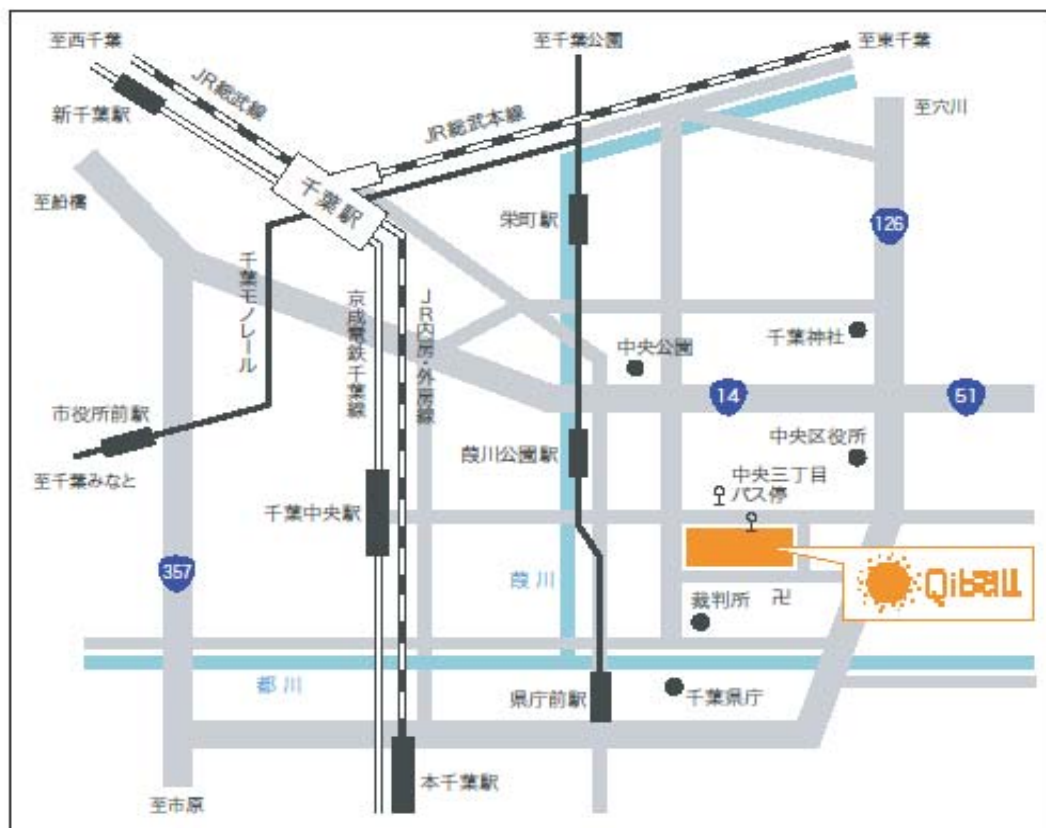 至西千葉
至千葉公園
至東千葉
JR総武線
新千葉駅
JR総武本線
至穴川
千葉駅
至船橋
栄町駅
126
千葉モノレール
京成電鉄千葉線
JR内房・外房線
中央公園
千葉神社
14
51
市役所前駅
中央区役所
葭川公園駅
至千葉みなと
中央三丁目
バス停
千葉中央駅
357
葭川
Qiball
裁判所
卍
都川
県庁前駅
千葉県庁
本千葉駅
至市原